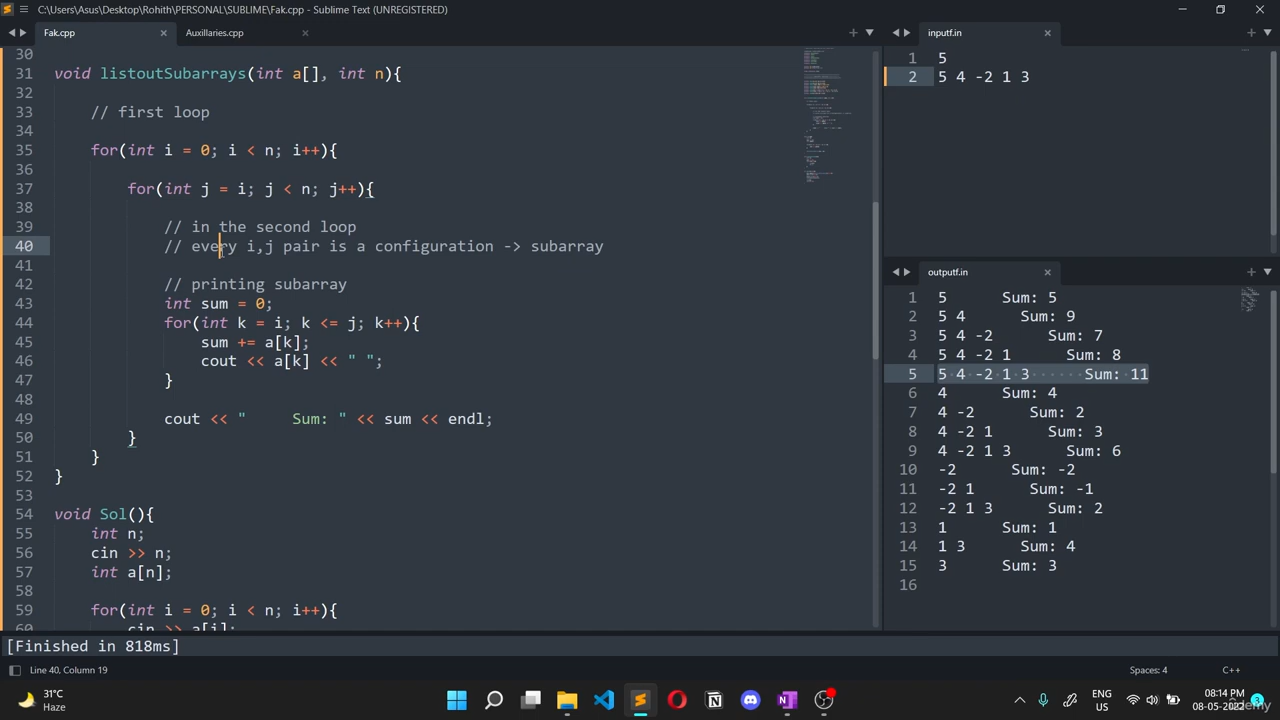 C:\Users\Asus\Desktop\Rohith\PERSONAL\SUBLIME\Fak.cpp - Sublime Text (UNREGISTERED)
Fak.cpp
Auxillaries.cpp
30
31 void listoutSubarrays(int a[], int n){
32
33 // first loop
34
35 for(int i = 0; i < n; i++){
36
37 for(int j = i; j < n; j++){
38
39 // in the second loop
40 // every i,j pair is a configuration -> subarray
41
42 // printing subarray
43 int sum = 0;
44 for(int k = i; k <= j; k++){
45 sum += a[k];
46 cout << a[k] << " ";
47 }
48
49 cout << "     Sum: " << sum << endl;
50 }
51 }
52 }
53
54 void Sol(){
55 int n;
56 cin >> n;
57 int a[n];
58
59 for(int i = 0; i < n; i++){
60 cin >> a[i];
inputf.in
1 5
2 5 4 -2 1 3
outputf.in
1 5      Sum: 5
2 5 4      Sum: 9
3 5 4 -2      Sum: 7
4 5 4 -2 1      Sum: 8
5 5 4 -2 1 3      Sum: 11
6 4      Sum: 4
7 4 -2      Sum: 2
8 4 -2 1      Sum: 3
9 4 -2 1 3      Sum: 6
10 -2      Sum: -2
11 -2 1      Sum: -1
12 -2 1 3      Sum: 2
13 1      Sum: 1
14 1 3      Sum: 4
15 3      Sum: 3
16
[Finished in 818ms]
Line 40, Column 19
Spaces: 4
C++
31°C
Haze
ENG
US
08:14 PM
08-05-2022
3
Udemy